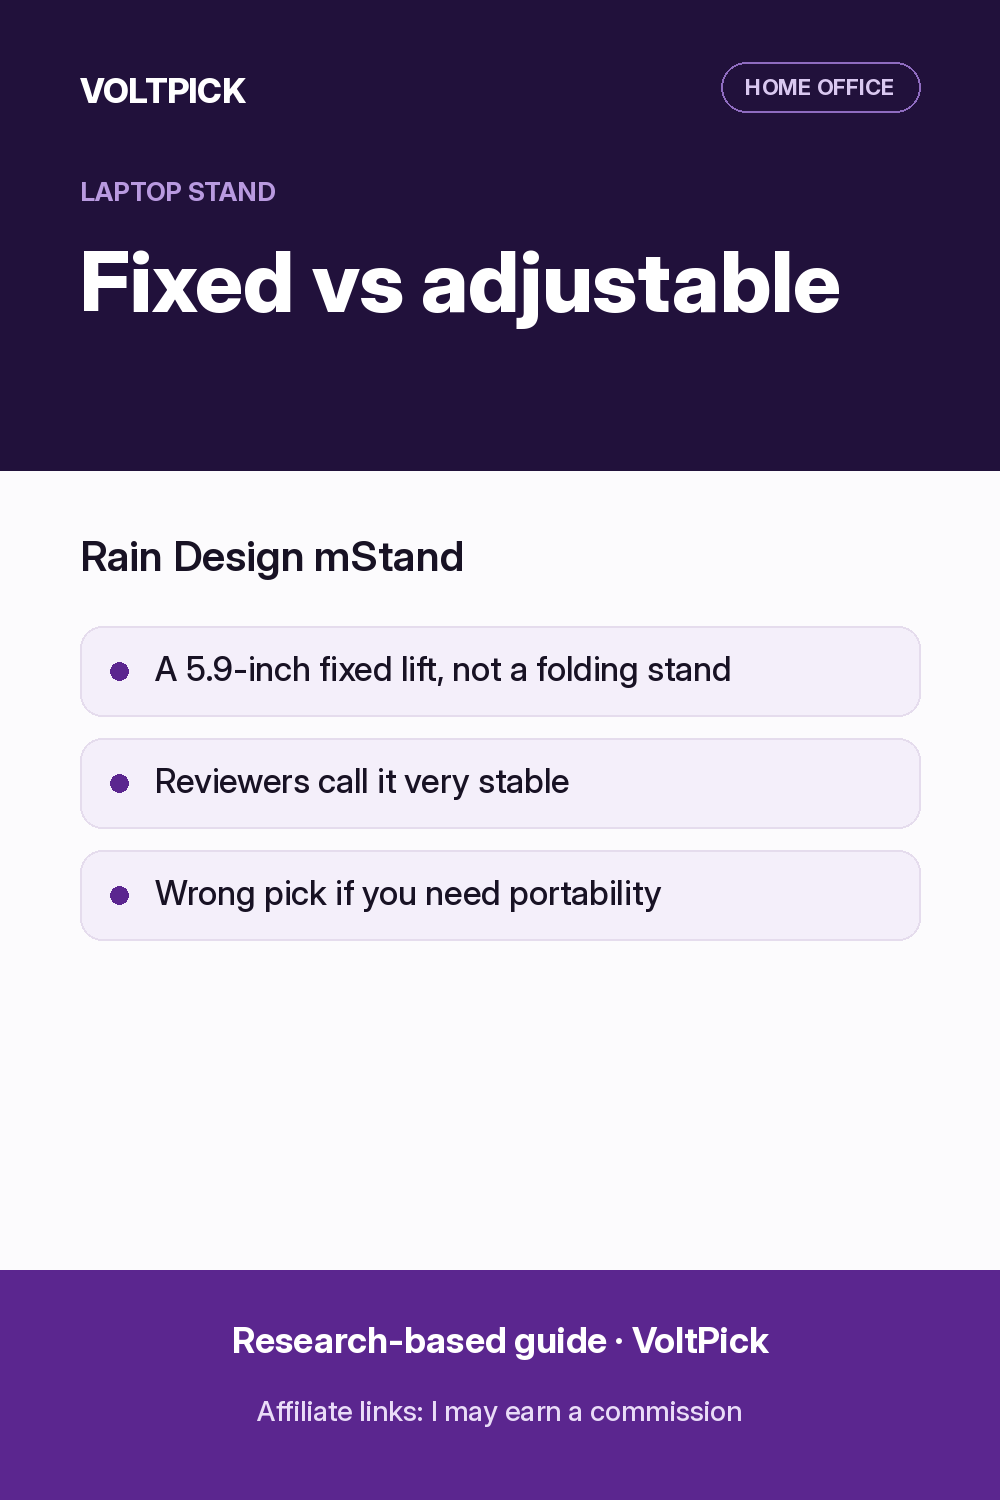 VOLTPICK
HOME OFFICE
LAPTOP STAND
Fixed vs adjustable
Rain Design mStand
A 5.9-inch fixed lift, not a folding stand
Reviewers call it very stable
Wrong pick if you need portability
Research-based guide · VoltPick
Affiliate links: I may earn a commission